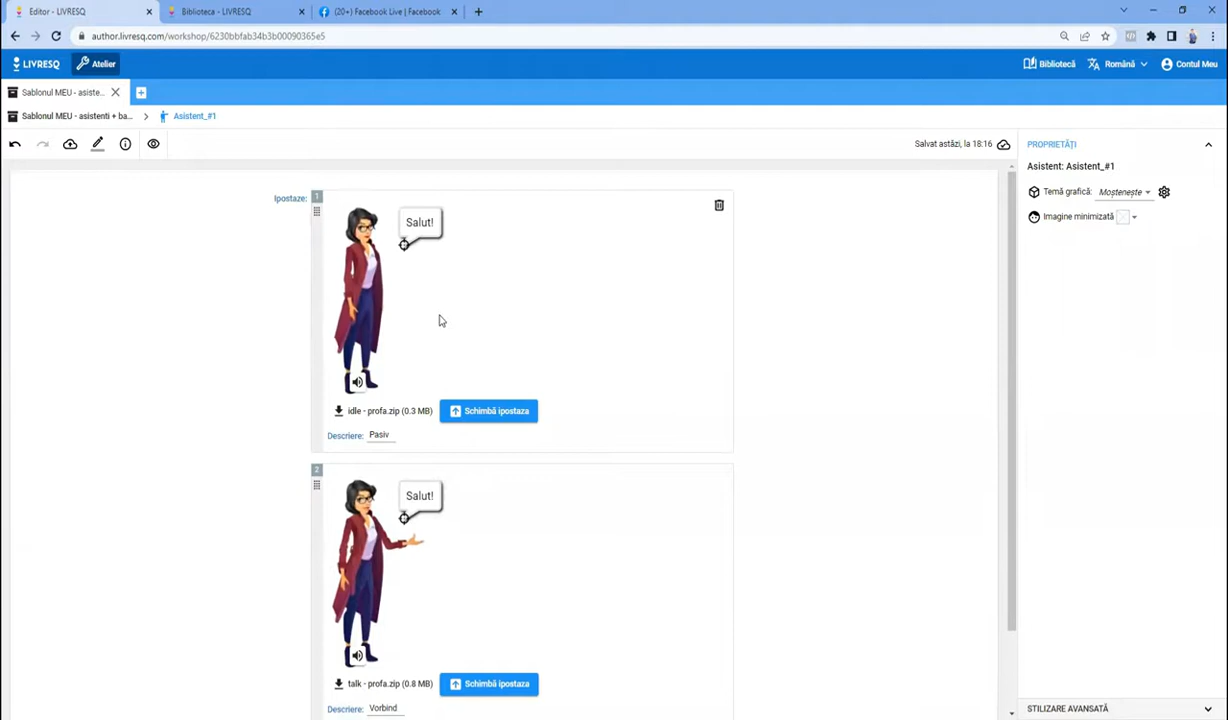 Editor - LIVRESQ
Biblioteca - LIVRESQ
(20+) Facebook Live | Facebook
author.livresq.com/workshop/6230bbfab34b3b00090365e5
LIVRESQ
Atelier
Bibliotecă
Română
Contul Meu
Sablonul MEU - asiste...
Sablonul MEU - asistenti + ba...
Asistent_#1
Salvat astăzi, la 18:16
PROPRIETĂȚI
Asistent: Asistent_#1
Temă grafică: Moștenește
Imagine minimizată
Ipostaze:
1
Salut!
idle - profa.zip (0.3 MB)
Schimbă ipostaza
Descriere: Pasiv
2
Salut!
talk - profa.zip (0.8 MB)
Schimbă ipostaza
Descriere: Vorbind
STILIZARE AVANSATĂ